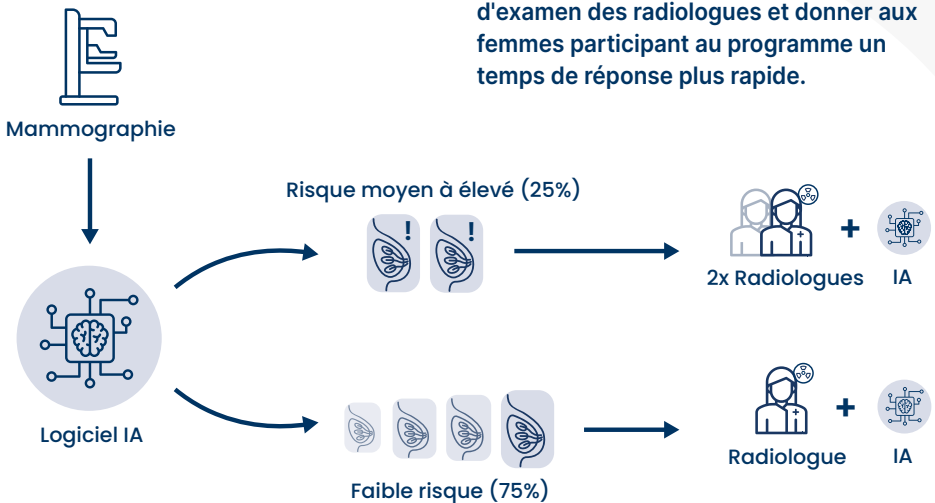 d'examen des radiologues et donner aux
femmes participant au programme un
temps de réponse plus rapide.
Mammographie
Risque moyen à élevé (25%)
!
!
+
2x Radiologues
IA
Logiciel IA
+
Radiologue
IA
Faible risque (75%)